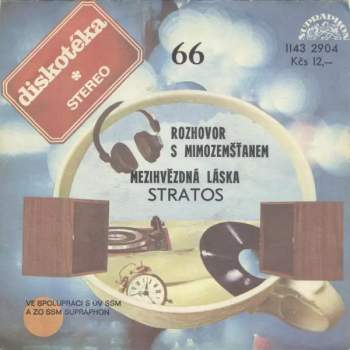 diskotéka
STEREO
66
SUPRAPHON
1143 2904
Kčs 12,—
ROZHOVOR
S MIMOZEMŠŤANEM
MEZIHVĚZDNÁ LÁSKA
STRATOS
VE SPOLUPRÁCI S ÚV SSM
A ZO SSM SUPRAPHON